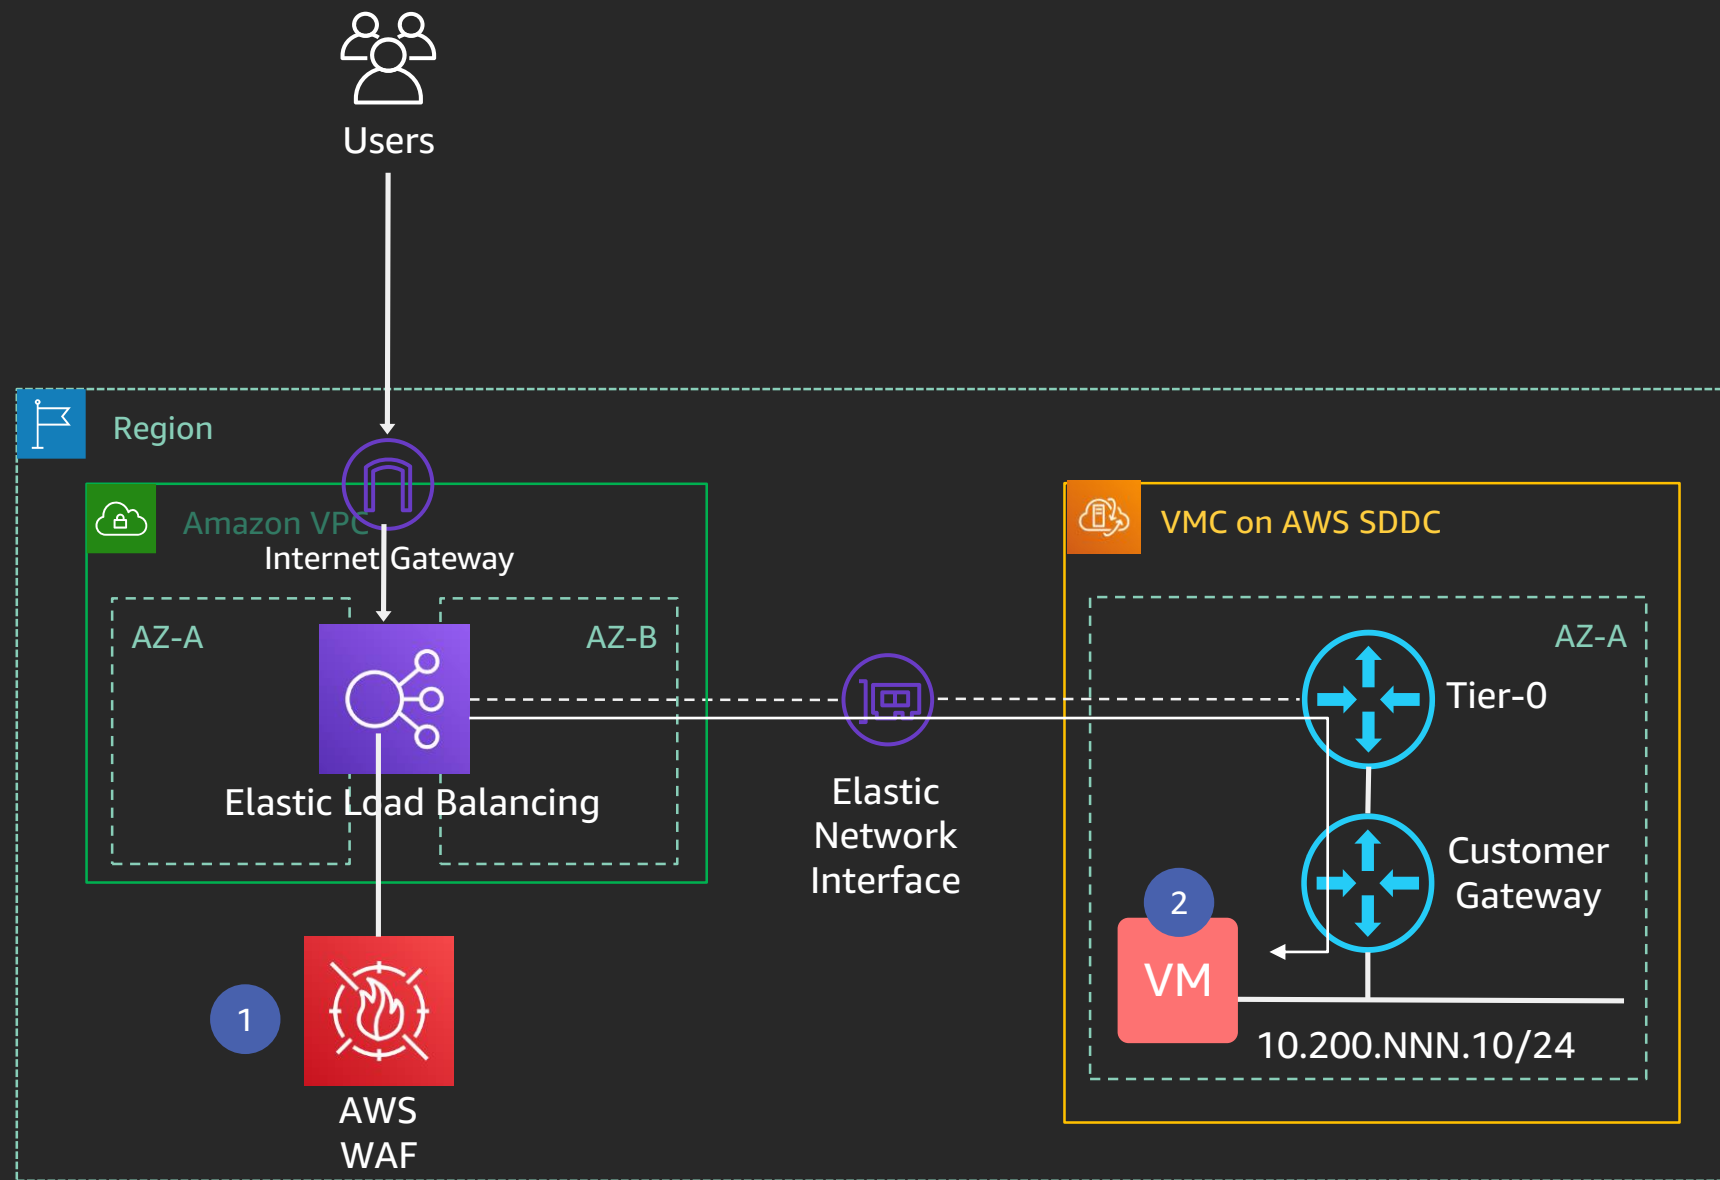 Users
Region
Amazon VPC
Internet Gateway
AZ-A
AZ-B
Elastic Load Balancing
1
AWS
WAF
Elastic
Network
Interface
VMC on AWS SDDC
AZ-A
Tier-0
Customer
Gateway
2
VM
10.200.NNN.10/24